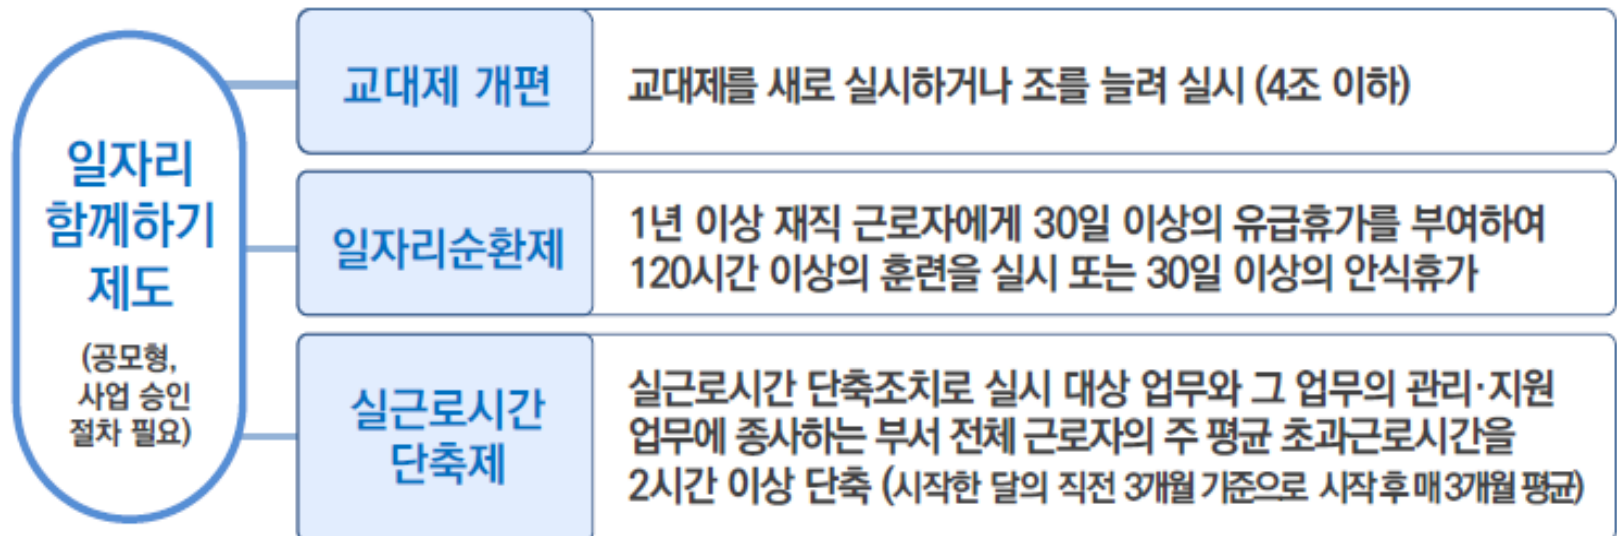 일자리
함께하기
제도
(공모형,
사업 승인
절차 필요)
교대제 개편
교대제를 새로 실시하거나 조를 늘려 실시 (4조 이하)
일자리순환제
1년 이상 재직 근로자에게 30일 이상의 유급휴가를 부여하여
120시간 이상의 훈련을 실시 또는 30일 이상의 안식휴가
실근로시간
단축제
실근로시간 단축조치로 실시 대상 업무와 그 업무의 관리·지원
업무에 종사하는 부서 전체 근로자의 주 평균 초과근로시간을
2시간 이상 단축 (시작한 달의 직전 3개월 기준으로 시작 후 매 3개월 평균)